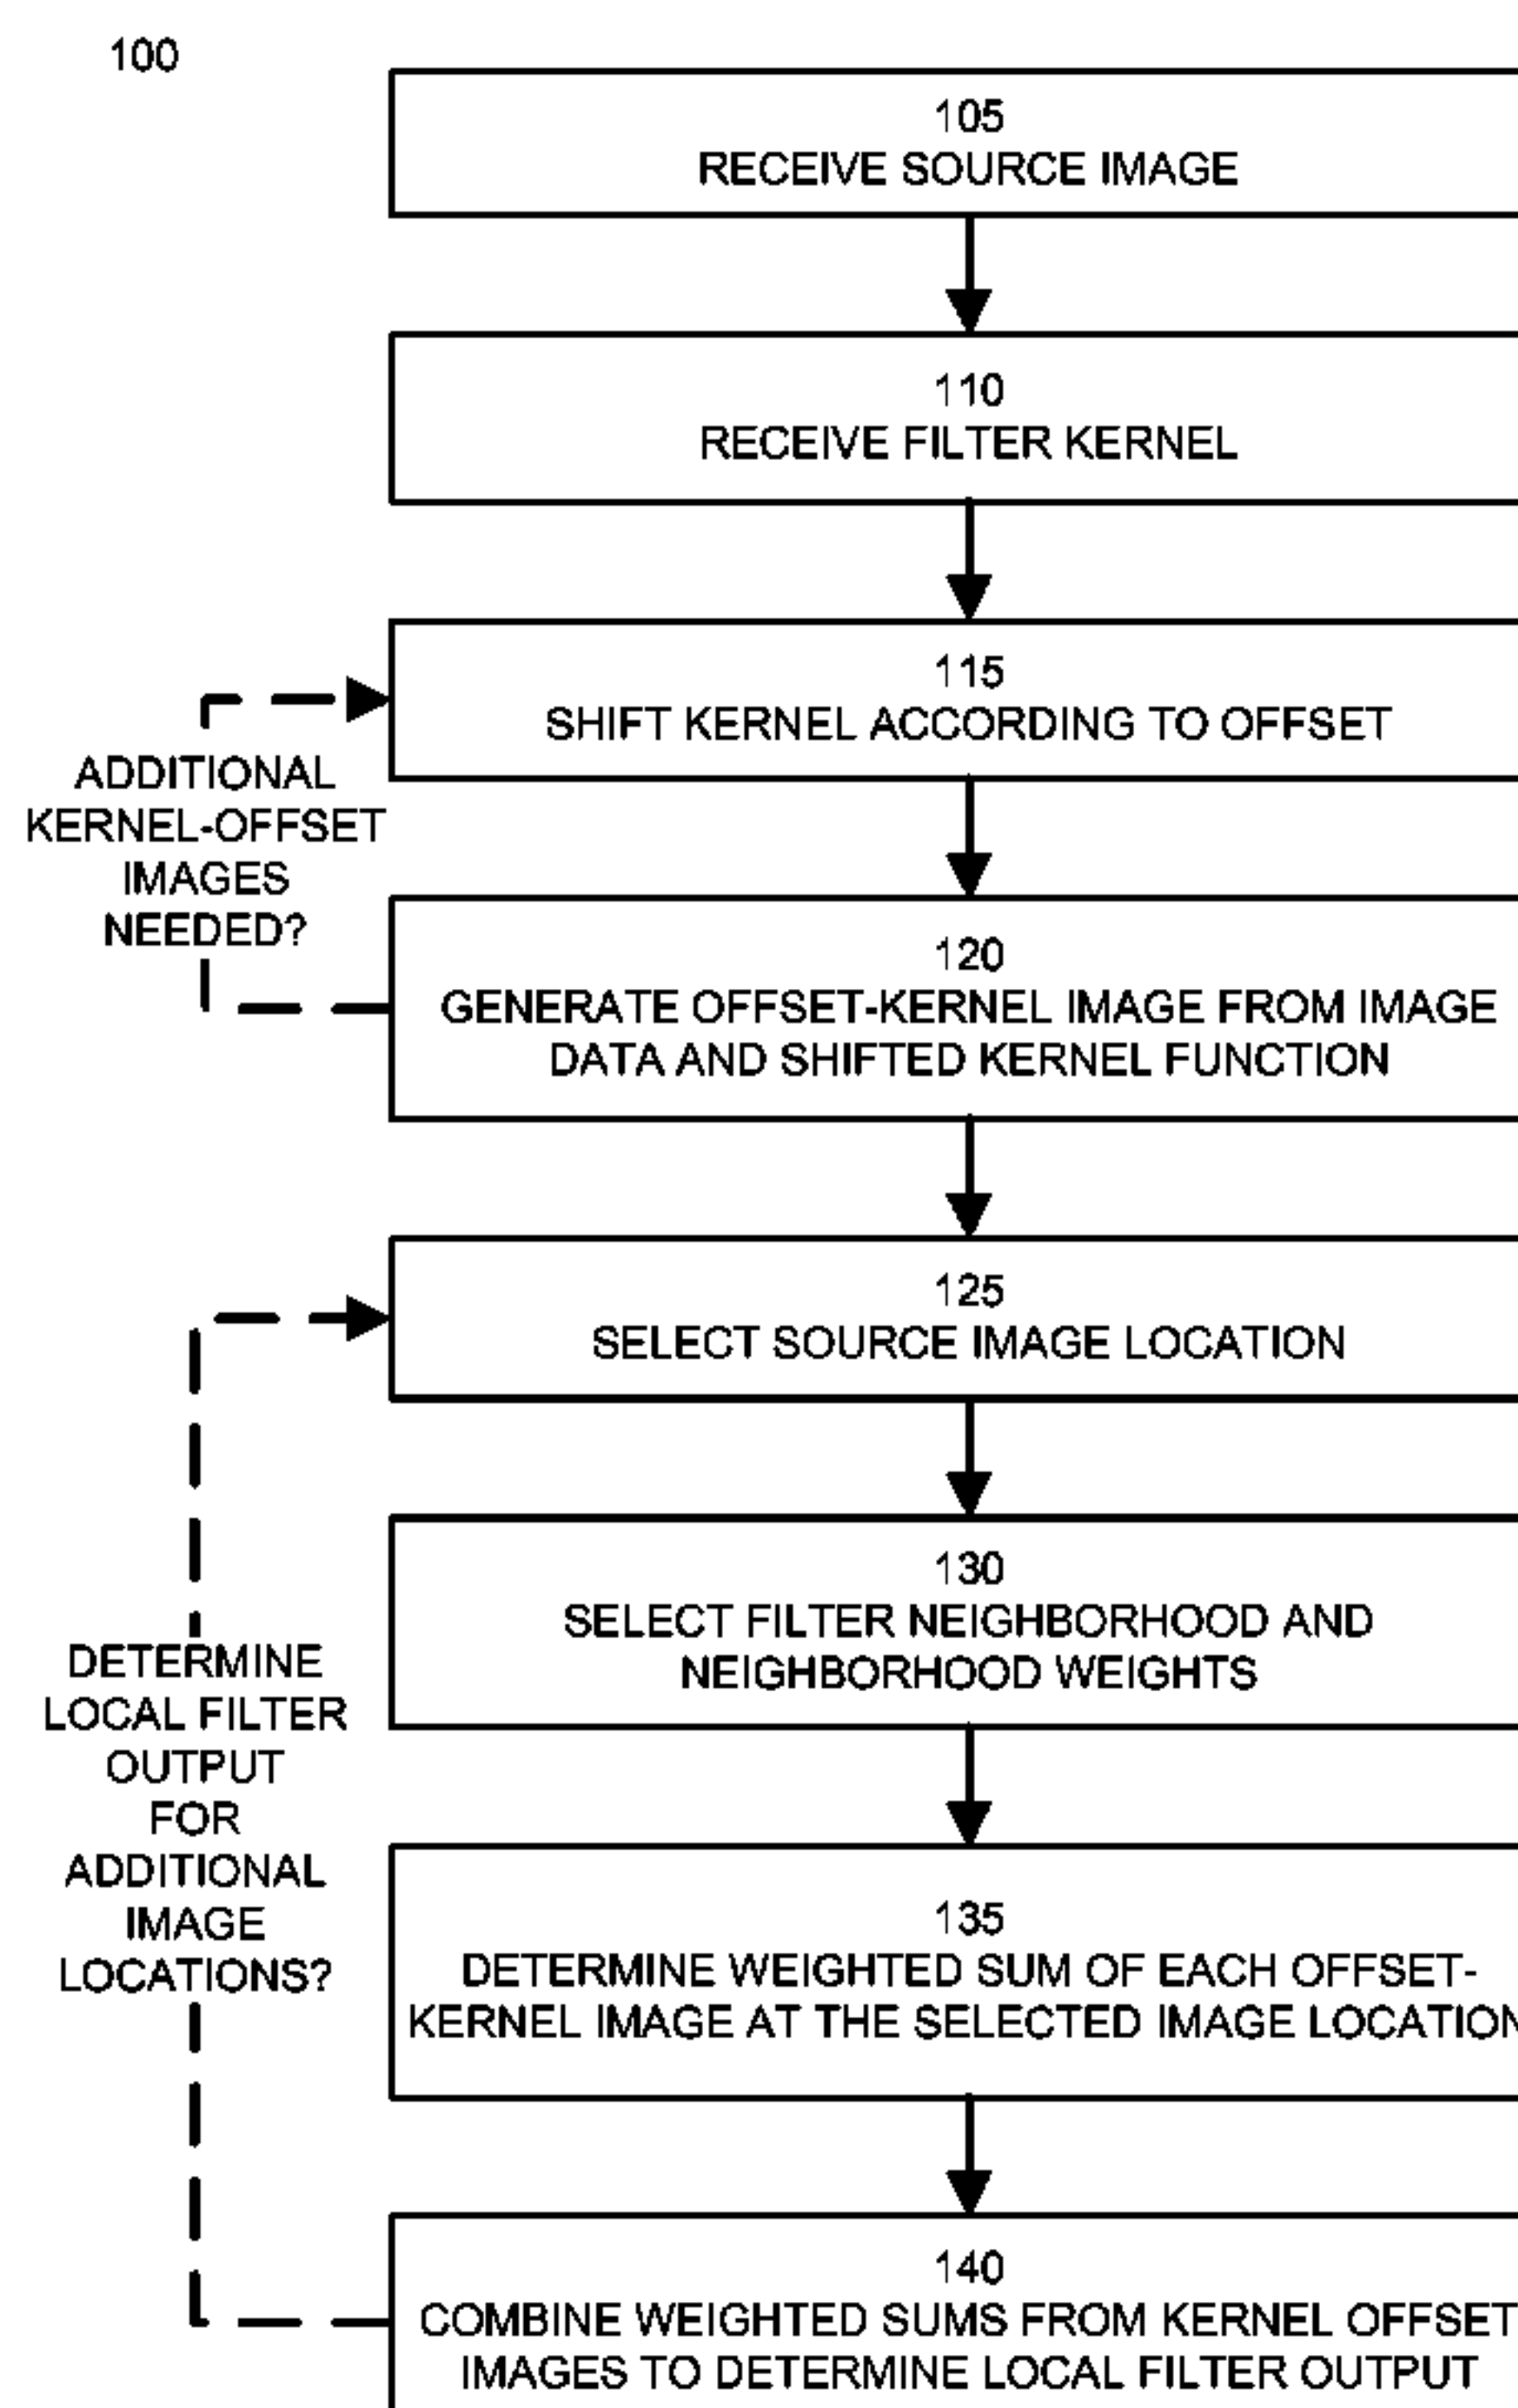 100
105
RECEIVE SOURCE IMAGE
110
RECEIVE FILTER KERNEL
115
SHIFT KERNEL ACCORDING TO OFFSET
ADDITIONAL
KERNEL-OFFSET
IMAGES
NEEDED?
120
GENERATE OFFSET-KERNEL IMAGE FROM IMAGE
DATA AND SHIFTED KERNEL FUNCTION
125
SELECT SOURCE IMAGE LOCATION
130
SELECT FILTER NEIGHBORHOOD AND
NEIGHBORHOOD WEIGHTS
DETERMINE
LOCAL FILTER
OUTPUT
FOR
ADDITIONAL
IMAGE
LOCATIONS?
135
DETERMINE WEIGHTED SUM OF EACH OFFSET-
KERNEL IMAGE AT THE SELECTED IMAGE LOCATION
140
COMBINE WEIGHTED SUMS FROM KERNEL OFFSET
IMAGES TO DETERMINE LOCAL FILTER OUTPUT